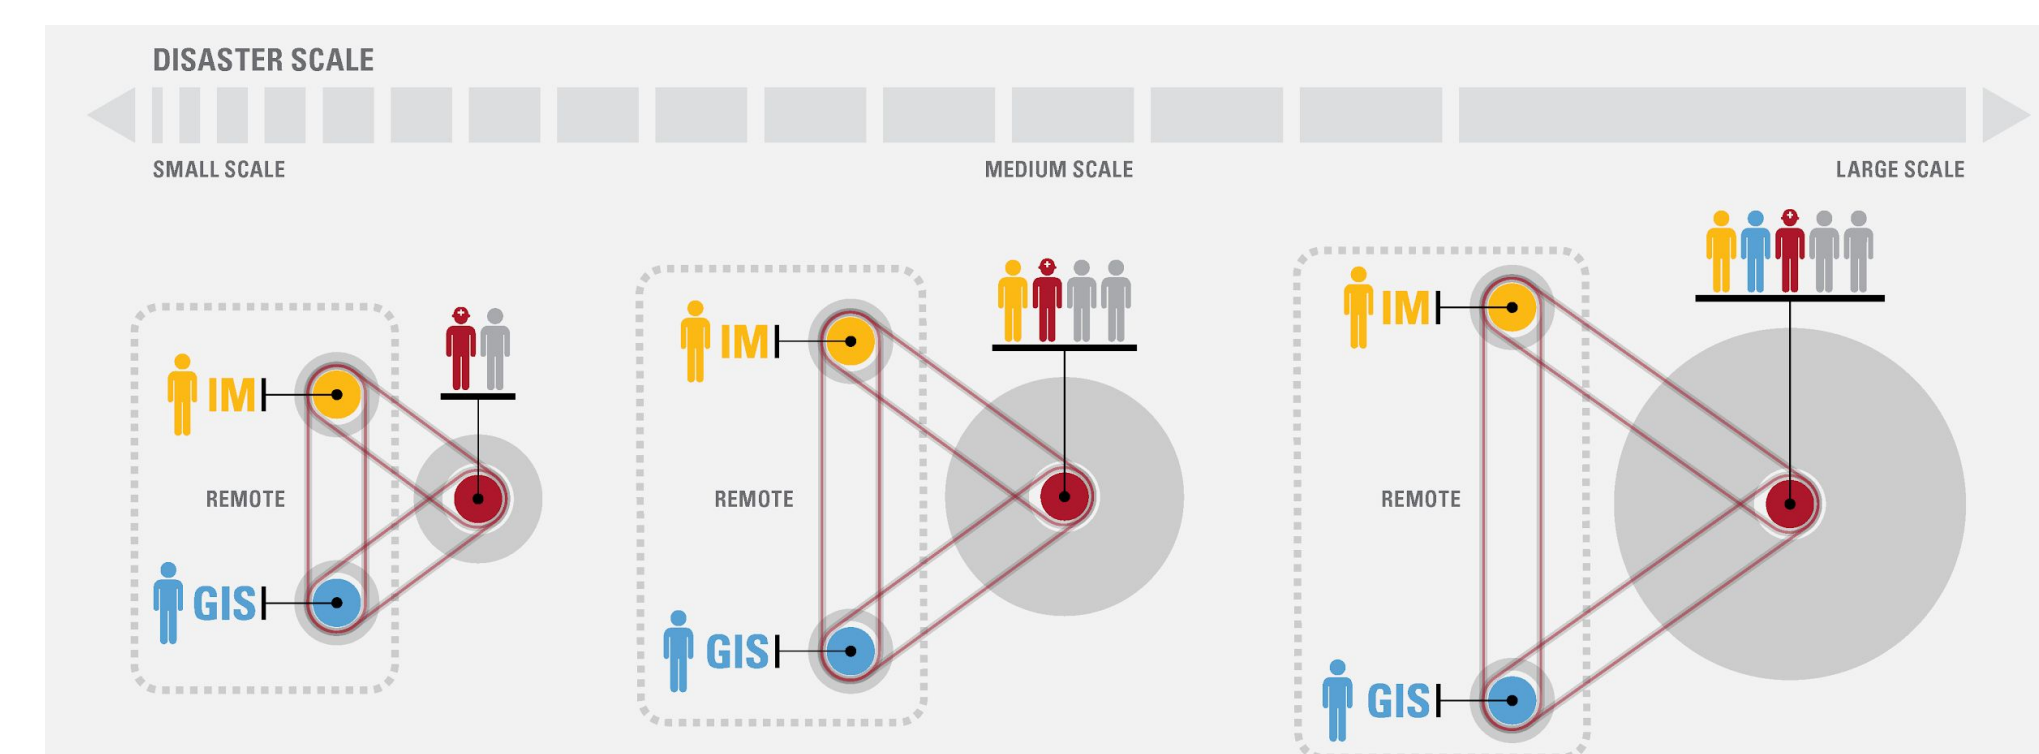 DISASTER SCALE
SMALL SCALE
MEDIUM SCALE
LARGE SCALE
IM
REMOTE
GIS
IM
REMOTE
GIS
IM
REMOTE
GIS